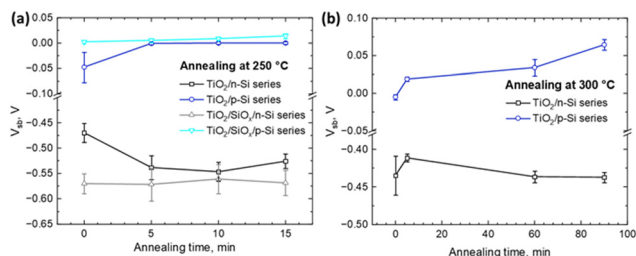 (a)
0.05
0.00
-0.05
-0.10
-0.45
-0.50
-0.55
-0.60
-0.65
V_sb, V
Annealing at 250 °C
TiO₂/n-Si series
TiO₂/p-Si series
TiO₂/SiOₓ/n-Si series
TiO₂/SiOₓ/p-Si series
0 5 10 15
Annealing time, min
(b)
0.10
0.05
0.00
-0.05
-0.40
-0.45
-0.50
V_sb, V
Annealing at 300 °C
TiO₂/n-Si series
TiO₂/p-Si series
0 20 40 60 80 100
Annealing time, min